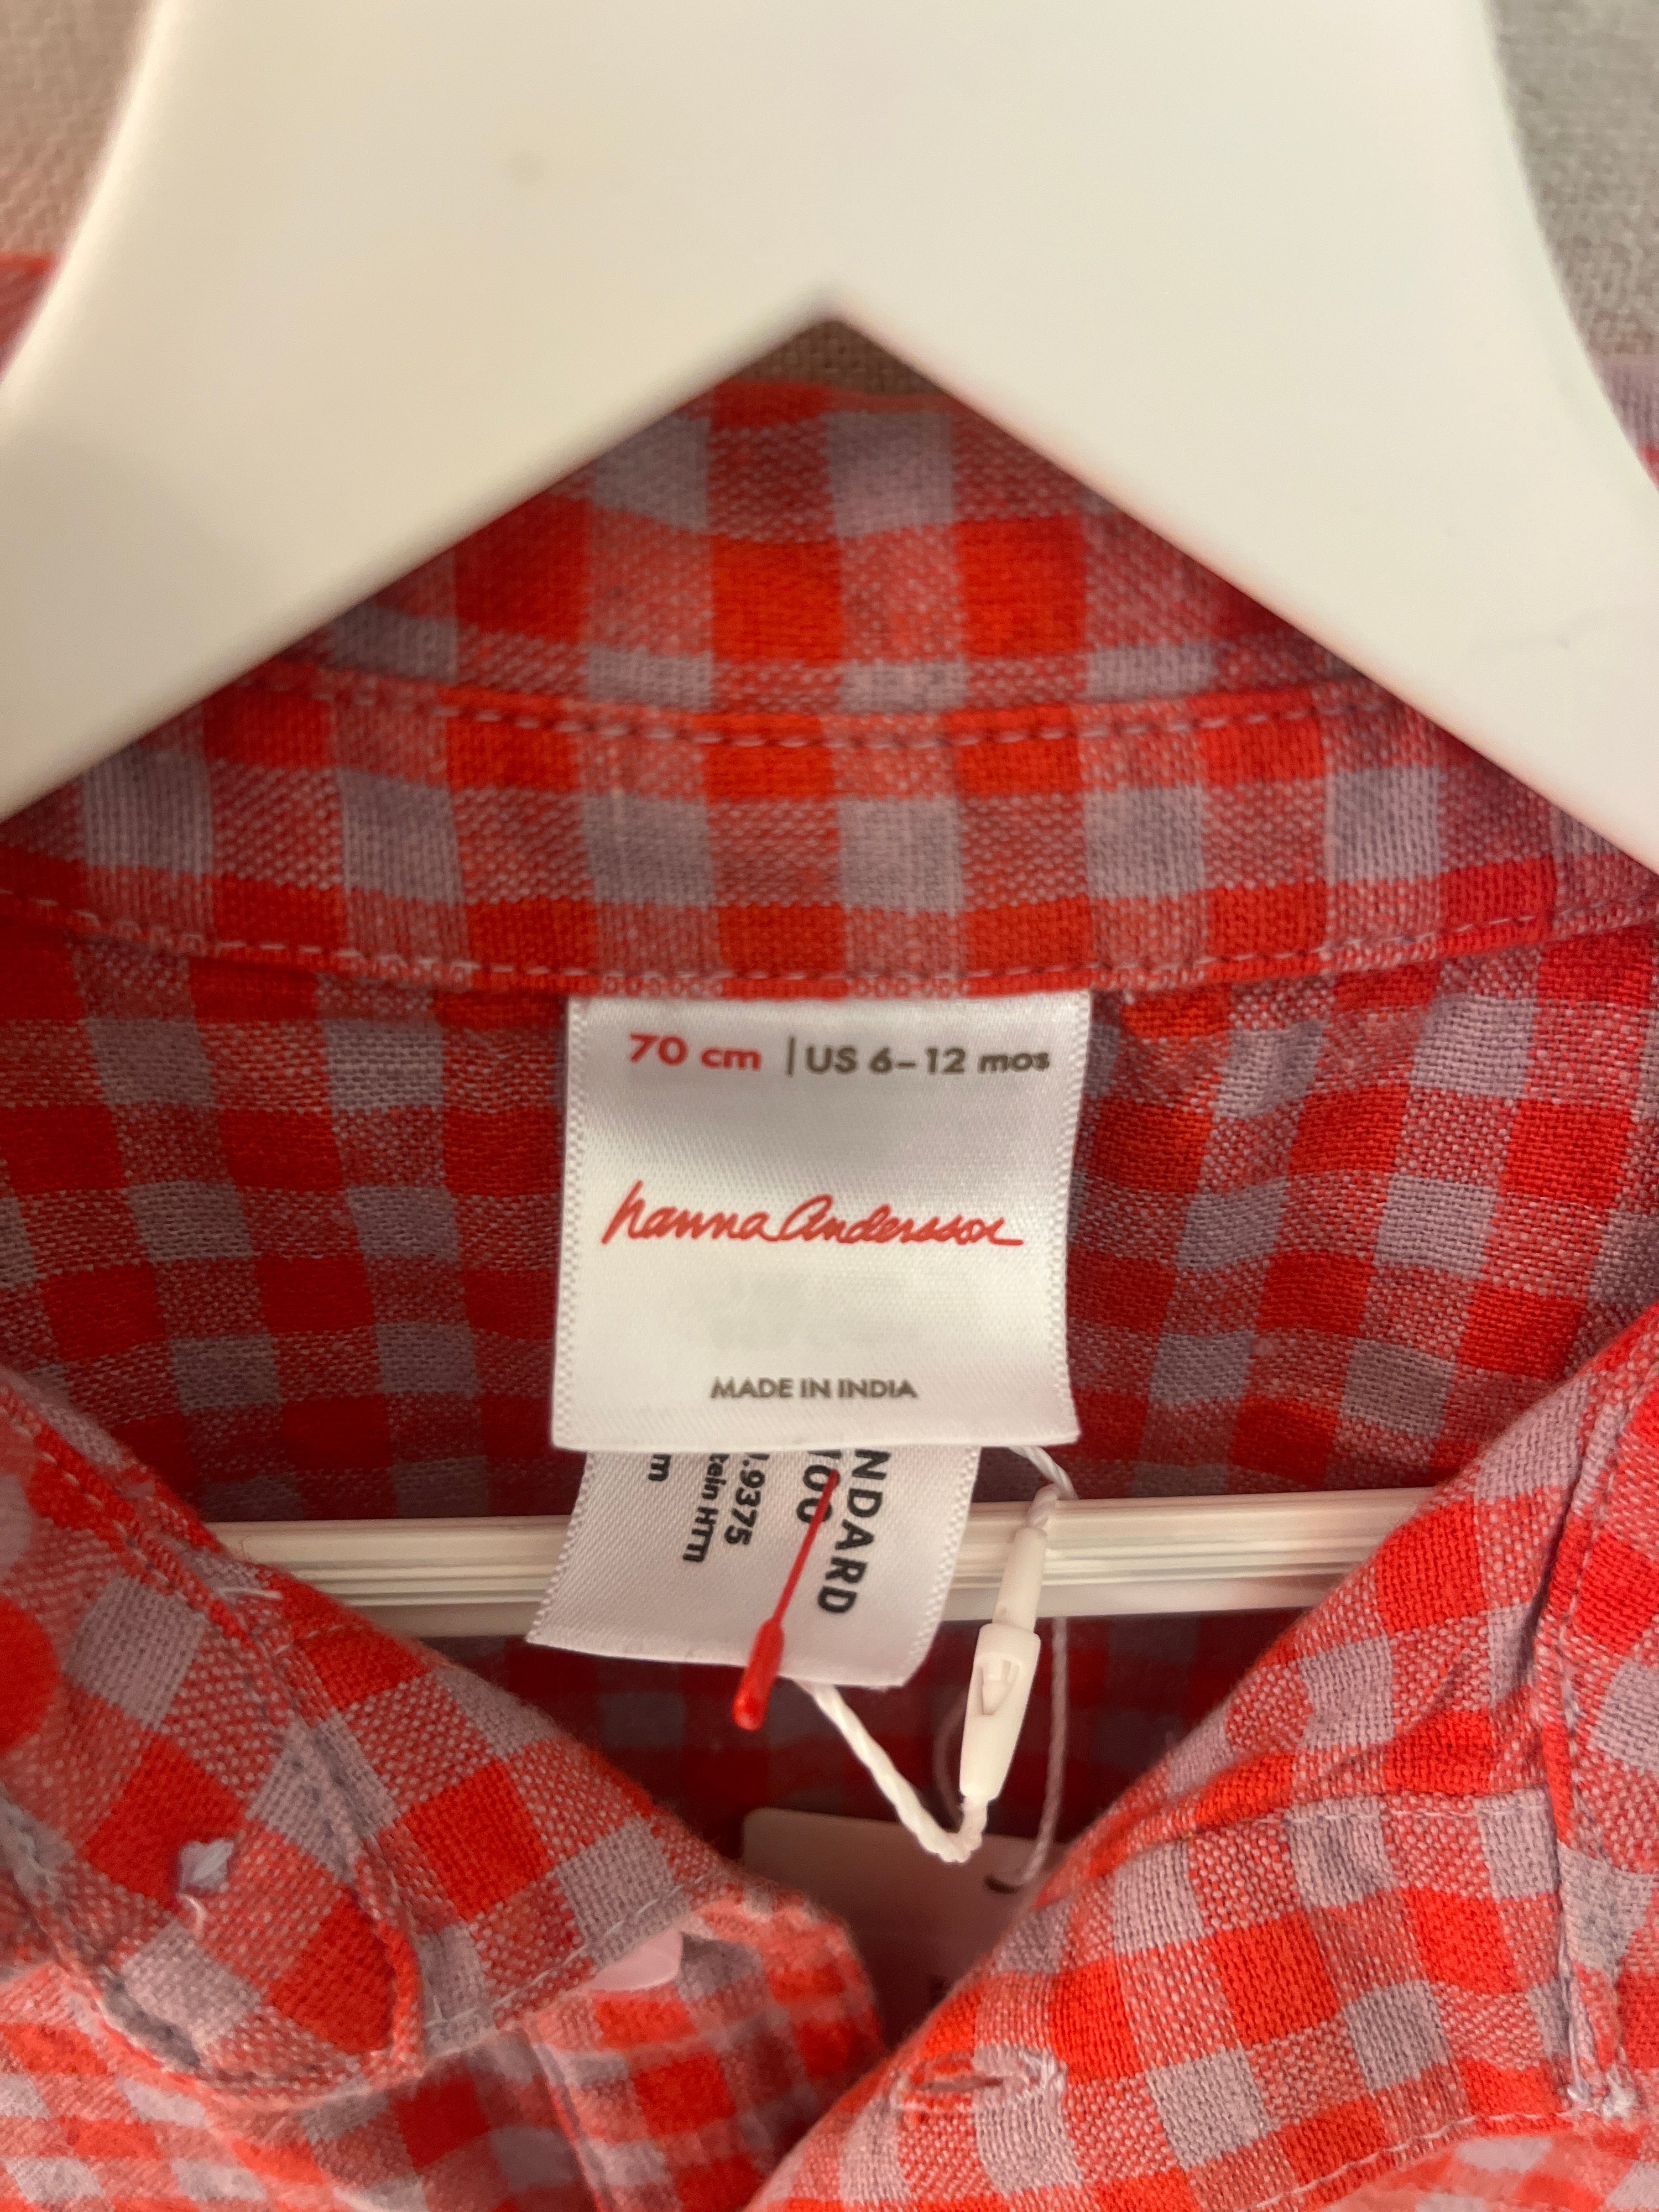 70 cm | US 6-12 mos
hanna Andersson
MADE IN INDIA
NDARD
100
.9375
tein HTTI
m